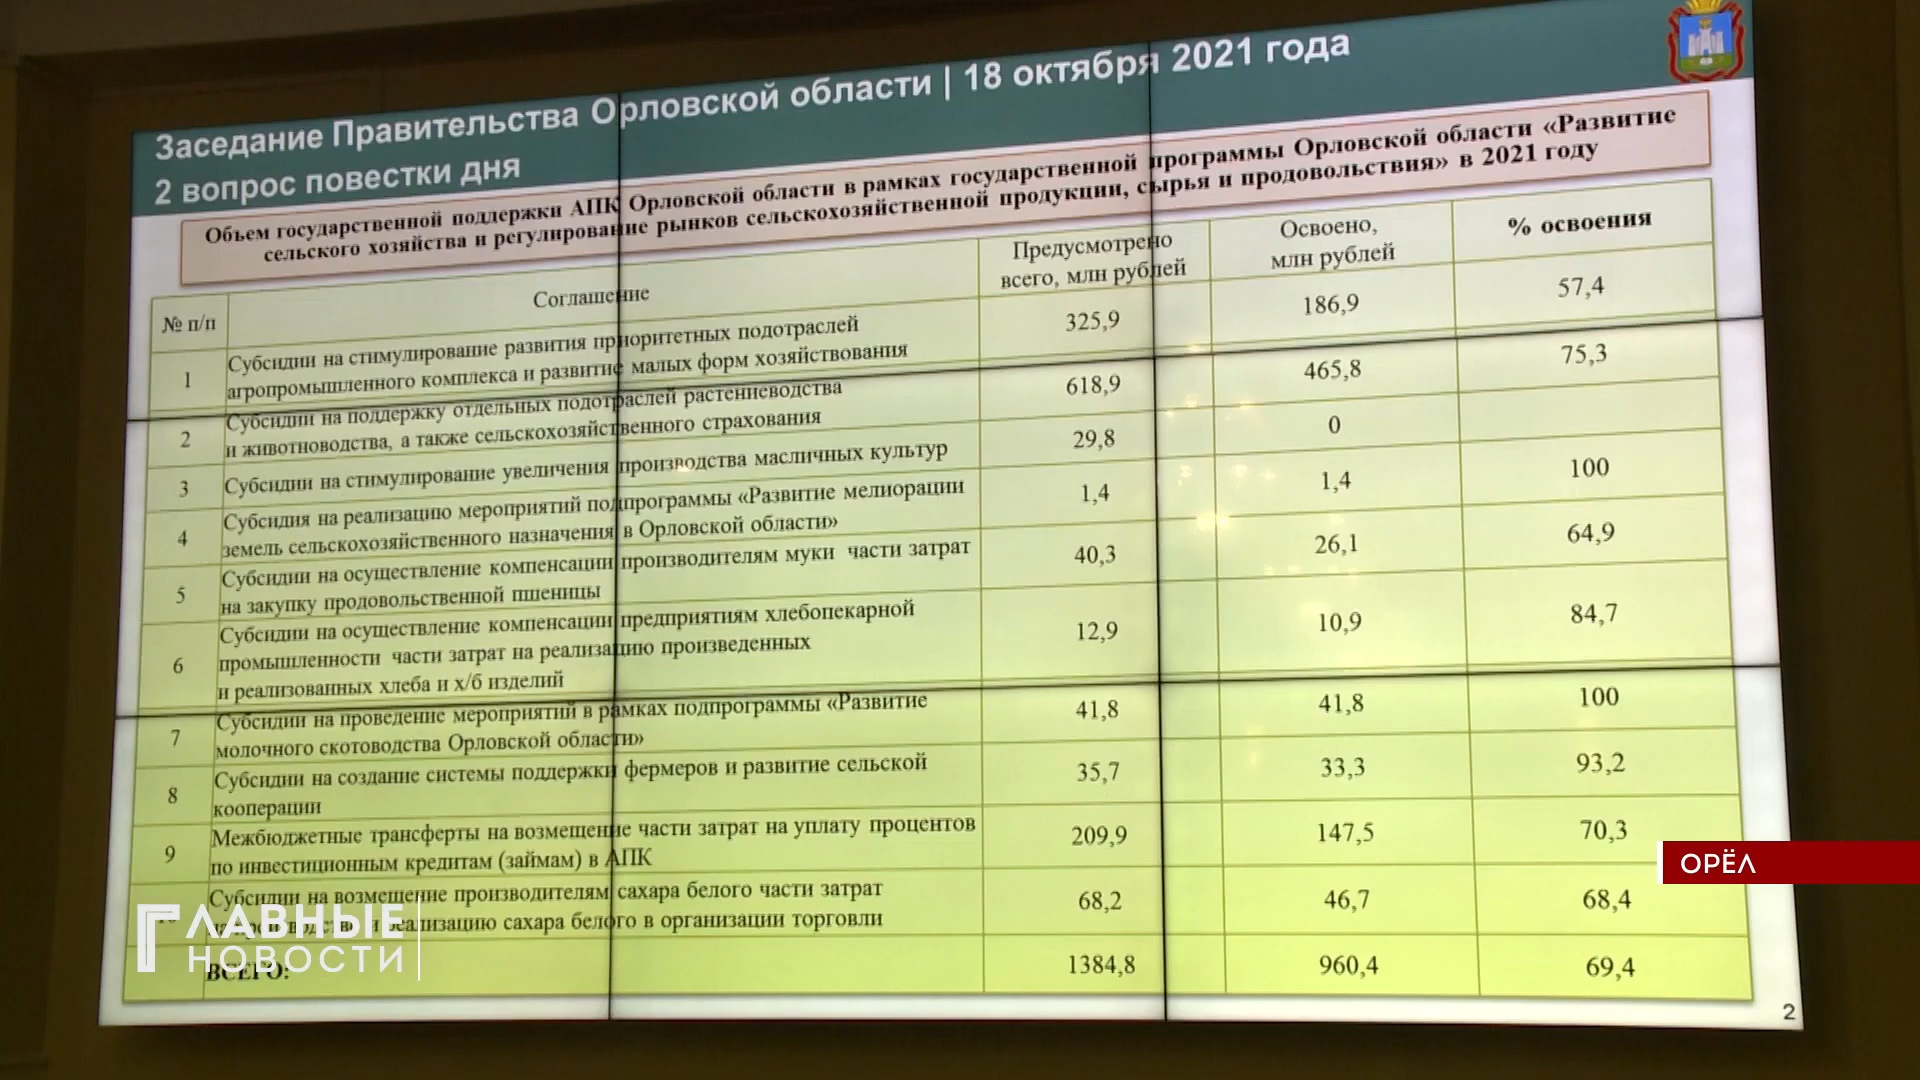 Заседание Правительства Орловской области | 18 октября 2021 года
2 вопрос повестки дня
Объем государственной поддержки АПК Орловской области в рамках государственной программы Орловской области «Развитие
сельского хозяйства и регулирование рынков сельскохозяйственной продукции, сырья и продовольствия» в 2021 году
№ п/п
Соглашение
Предусмотрено
всего, млн рублей
Освоено,
млн рублей
% освоения
1
Субсидии на стимулирование развития приоритетных подотраслей
агропромышленного комплекса и развитие малых форм хозяйствования
325,9
186,9
57,4
2
Субсидии на поддержку отдельных подотраслей растениеводства
и животноводства, а также сельскохозяйственного страхования
618,9
465,8
75,3
3
Субсидии на стимулирование увеличения производства масличных культур
29,8
0
4
Субсидия на реализацию мероприятий подпрограммы «Развитие мелиорации
земель сельскохозяйственного назначения в Орловской области»
1,4
1,4
100
5
Субсидии на осуществление компенсации производителям муки части затрат
на закупку продовольственной пшеницы
40,3
26,1
64,9
6
Субсидии на осуществление компенсации предприятиям хлебопекарной
промышленности части затрат на реализацию произведенных
и реализованных хлеба и х/б изделий
12,9
10,9
84,7
7
Субсидии на проведение мероприятий в рамках подпрограммы «Развитие
молочного скотоводства Орловской области»
41,8
41,8
100
8
Субсидии на создание системы поддержки фермеров и развитие сельской
кооперации
35,7
33,3
93,2
9
Межбюджетные трансферты на возмещение части затрат на уплату процентов
по инвестиционным кредитам (займам) в АПК
209,9
147,5
70,3
Субсидии на возмещение производителям сахара белого части затрат
реализацию сахара белого в организации торговли
68,2
46,7
68,4
ВСЕГО:
1384,8
960,4
69,4
2
ГЛАВНЫЕ
НОВОСТИ
ОРЁЛ